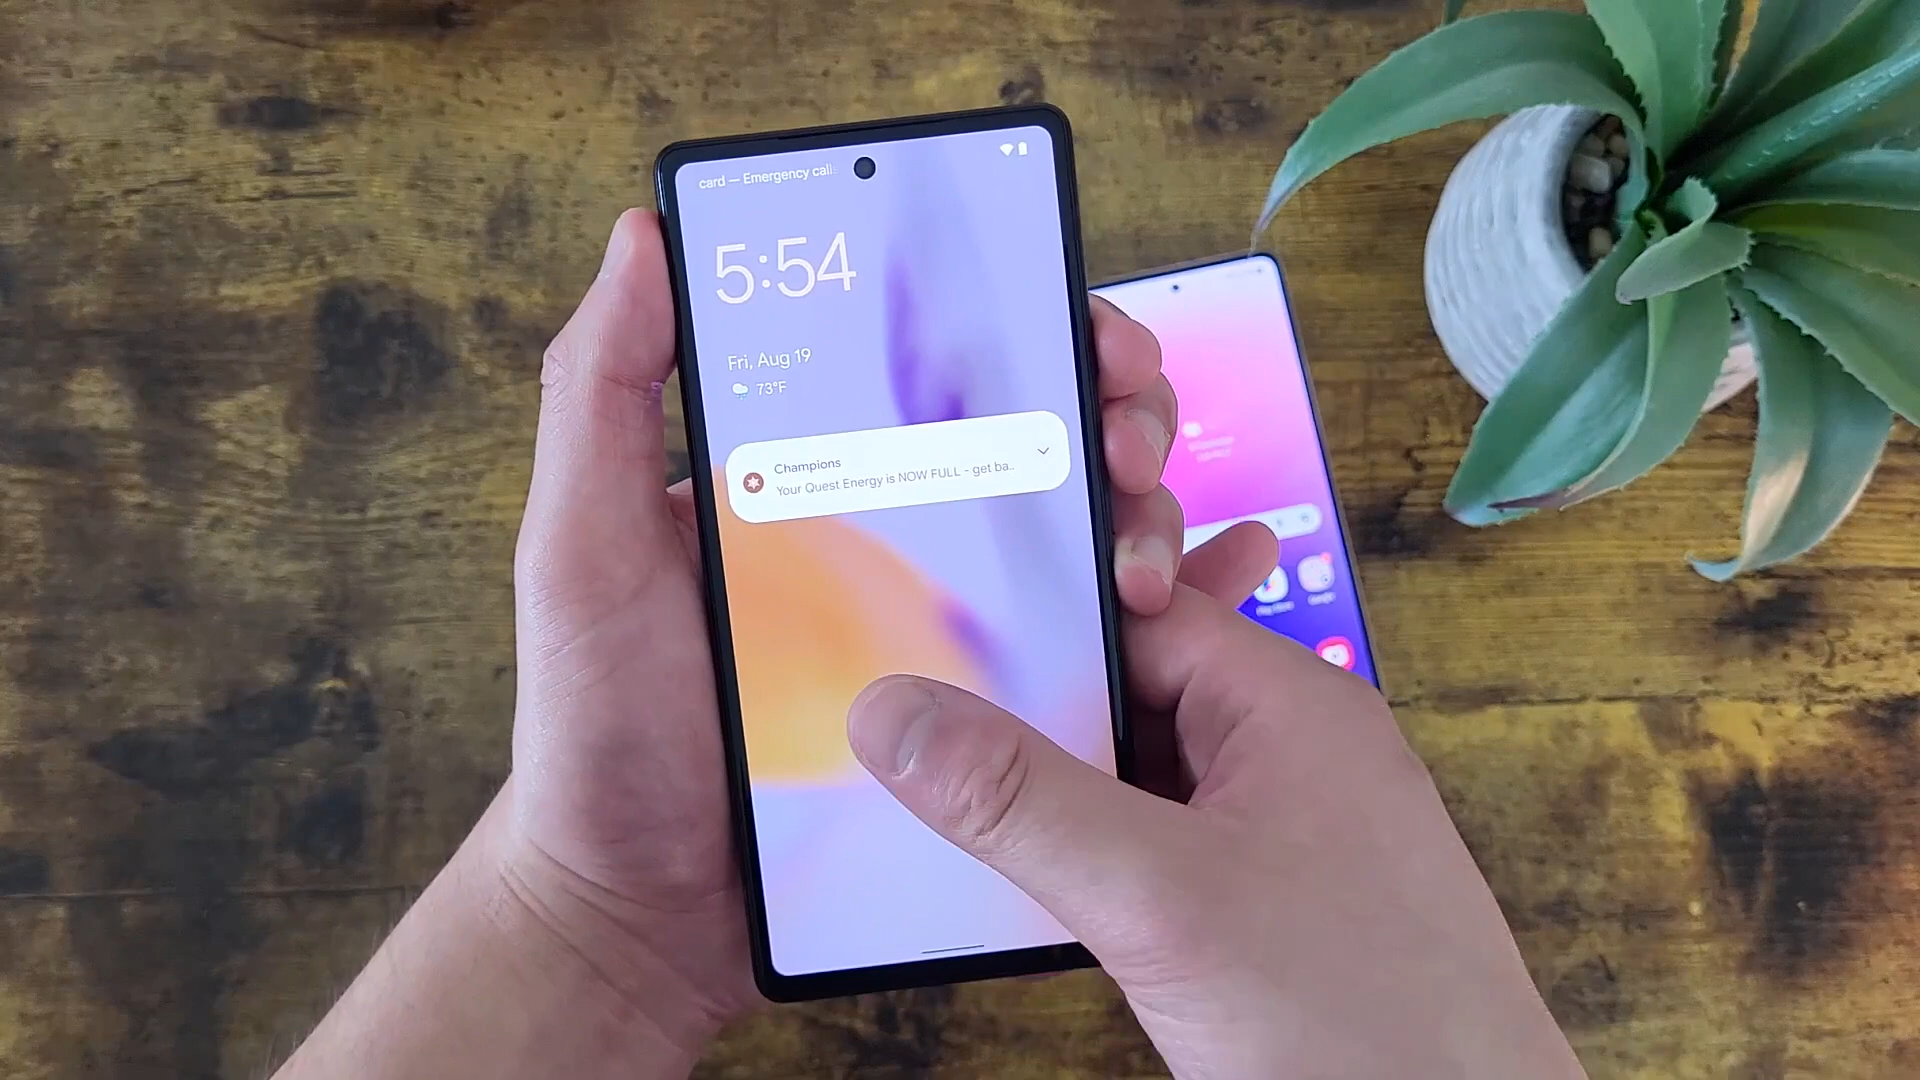 card — Emergency call
5:54
Fri, Aug 19
73°F
Champions
Your Quest Energy is NOW FULL - get ba..